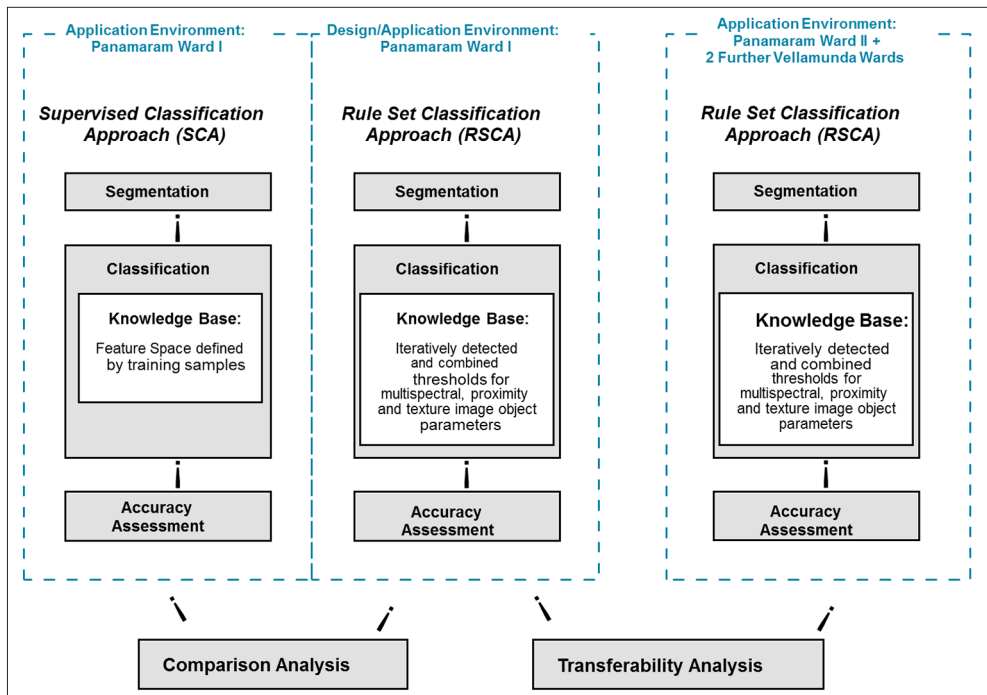 Application Environment:
Panamaram Ward I
Supervised Classification
Approach (SCA)
Segmentation
Classification
Knowledge Base:
Feature Space defined
by training samples
Accuracy
Assessment
Design/Application Environment:
Panamaram Ward I
Rule Set Classification
Approach (RSCA)
Segmentation
Classification
Knowledge Base:
Iteratively detected
and combined
thresholds for
multispectral, proximity
and texture image object
parameters
Accuracy
Assessment
Application Environment:
Panamaram Ward II +
2 Further Vellamunda Wards
Rule Set Classification
Approach (RSCA)
Segmentation
Classification
Knowledge Base:
Iteratively detected
and combined
thresholds for
multispectral, proximity
and texture image object
parameters
Accuracy
Assessment
Comparison Analysis
Transferability Analysis